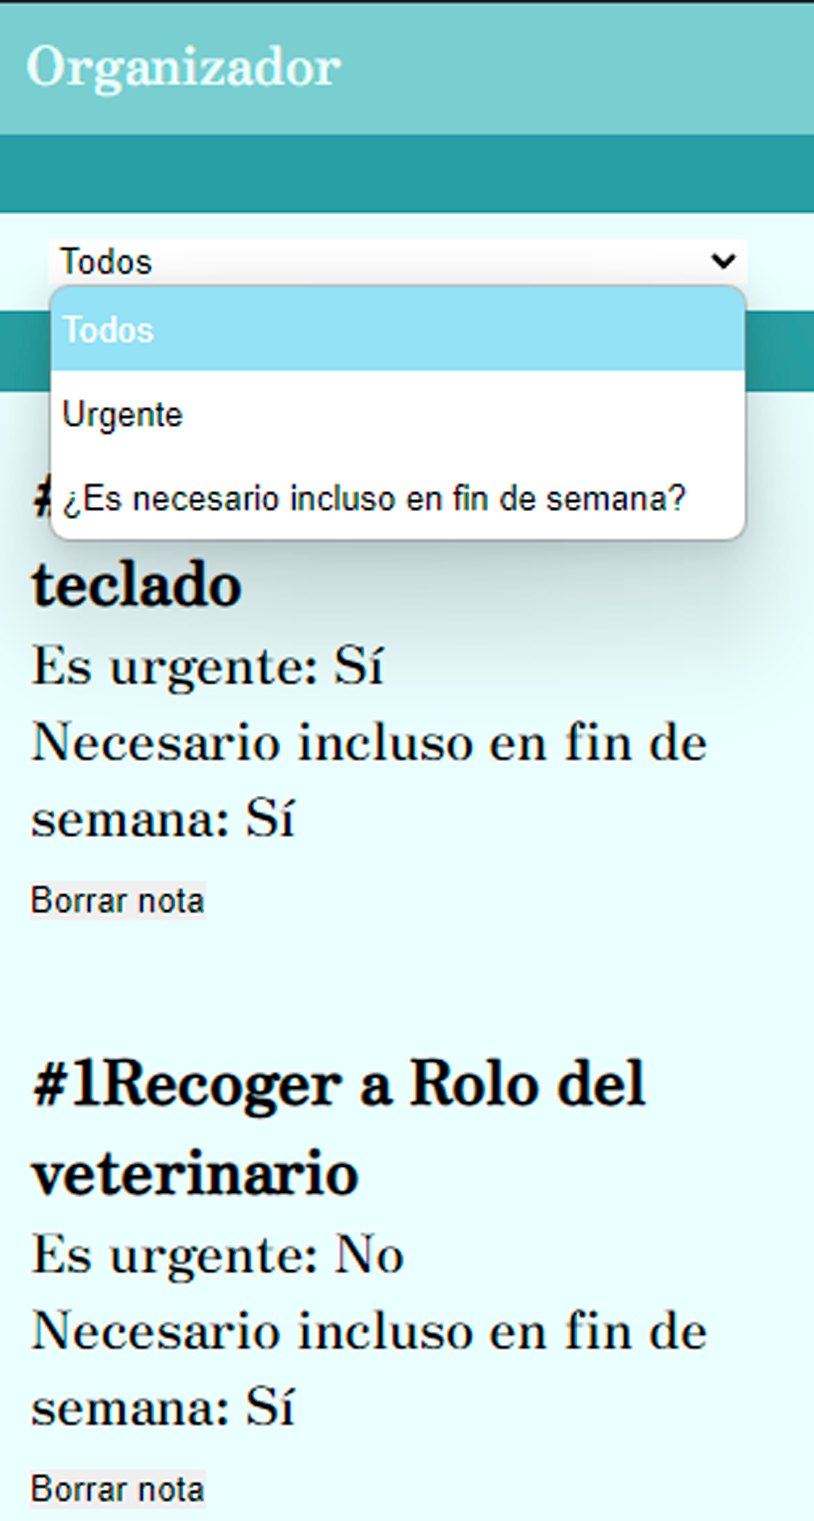 Organizador
Todos
Todos
Urgente
¿Es necesario incluso en fin de semana?
#
teclado
Es urgente: Sí
Necesario incluso en fin de
semana: Sí
Borrar nota
#1Recoger a Rolo del
veterinario
Es urgente: No
Necesario incluso en fin de
semana: Sí
Borrar nota